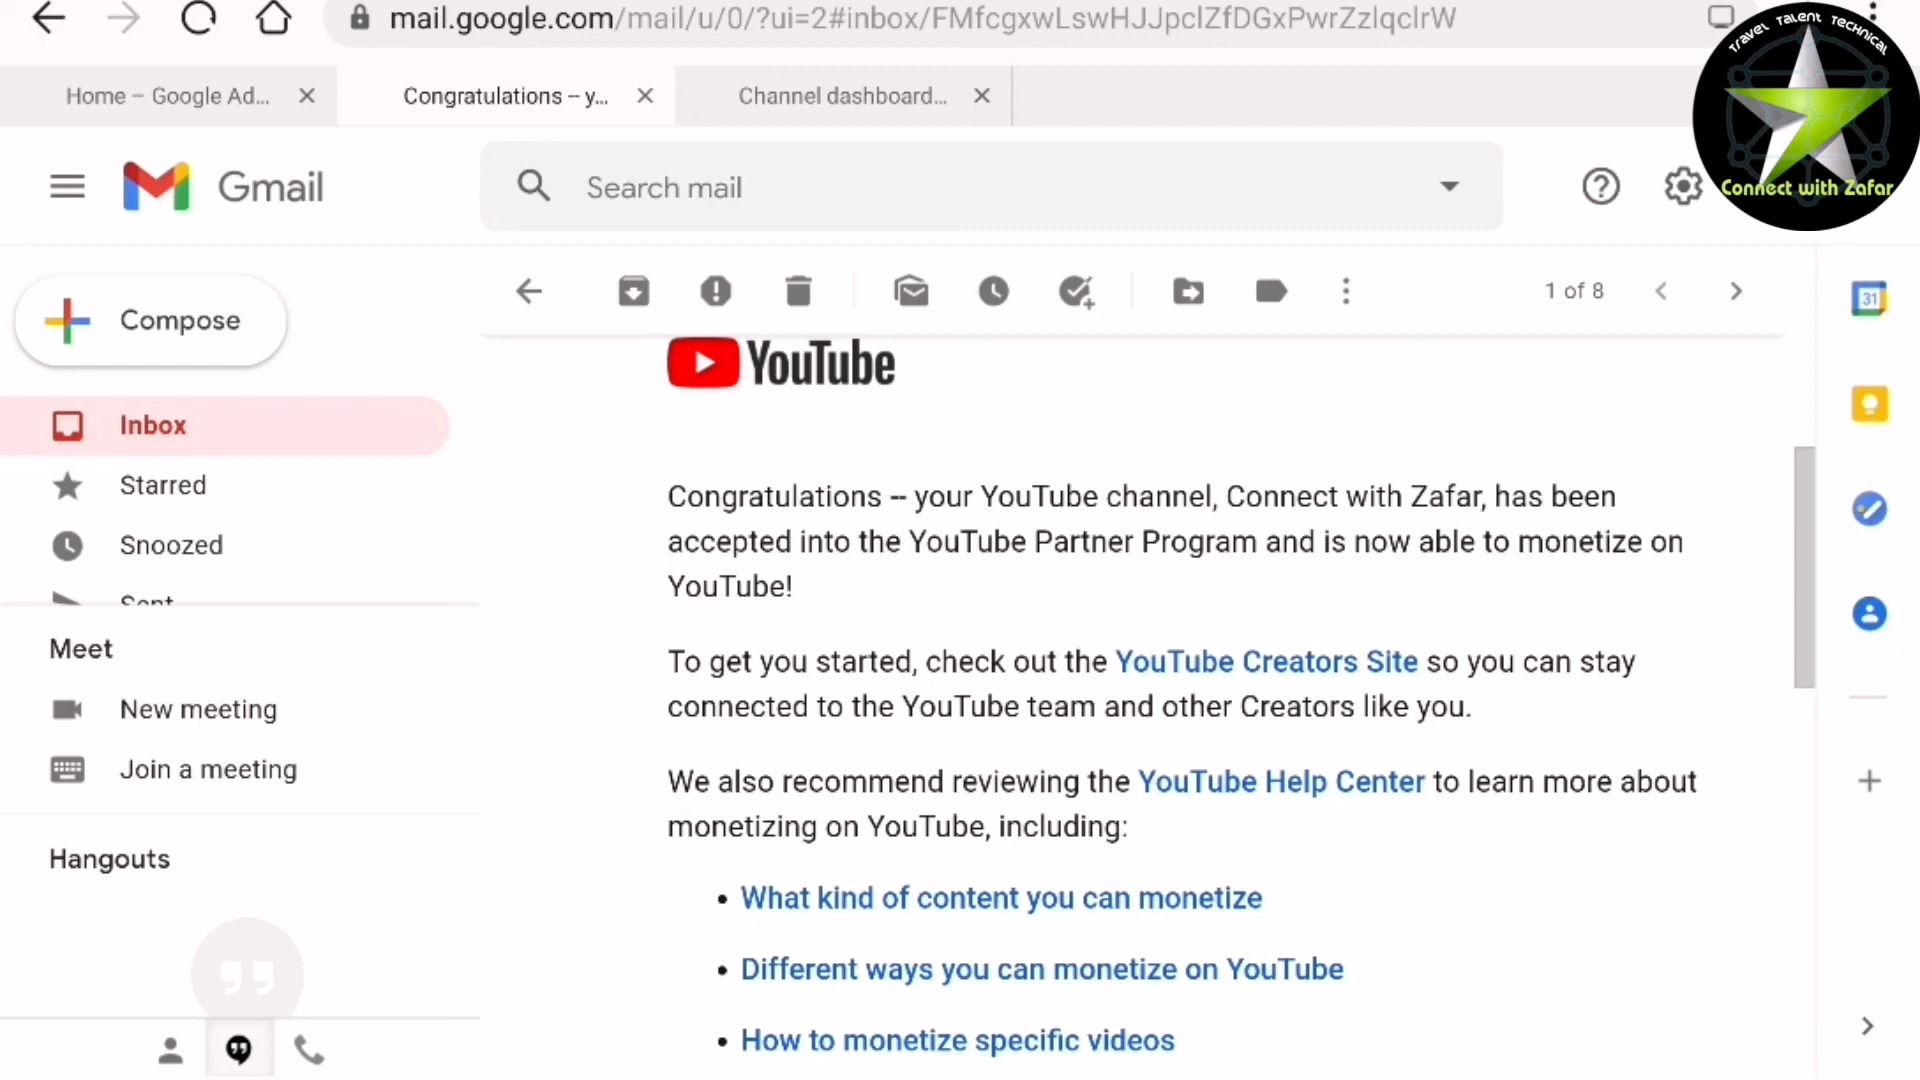 mail.google.com/mail/u/0/?ui=2#inbox/FMfcgxwLswHJJpclZfDGxPwrZzlqclrW
Travel Talent Technical
Connect with Zafar
Home – Google Ad...
Congratulations -- y...
Channel dashboard...
Gmail
Search mail
Compose
1 of 8
31
Inbox
Starred
Snoozed
Sent
Meet
New meeting
Join a meeting
Hangouts
YouTube
Congratulations -- your YouTube channel, Connect with Zafar, has been
accepted into the YouTube Partner Program and is now able to monetize on
YouTube!
To get you started, check out the YouTube Creators Site so you can stay
connected to the YouTube team and other Creators like you.
We also recommend reviewing the YouTube Help Center to learn more about
monetizing on YouTube, including:
• What kind of content you can monetize
• Different ways you can monetize on YouTube
• How to monetize specific videos